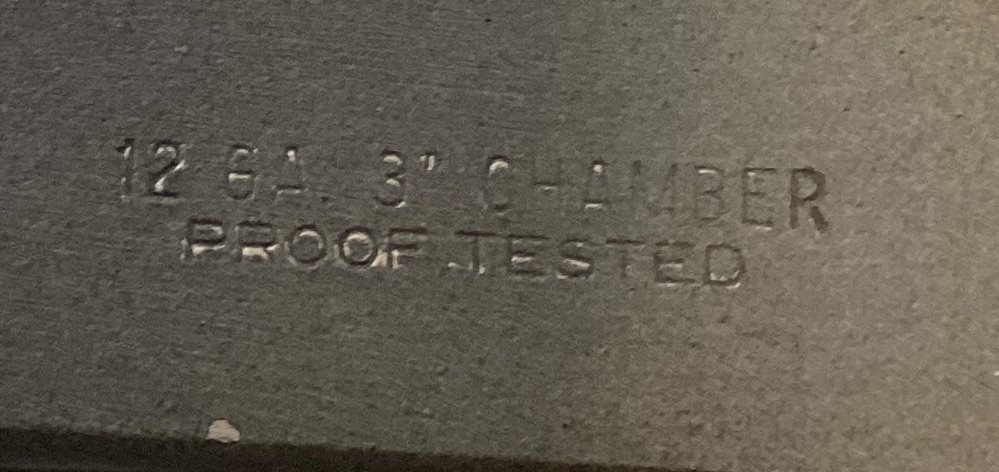 12 GA. 3" CHAMBER
PROOF TESTED